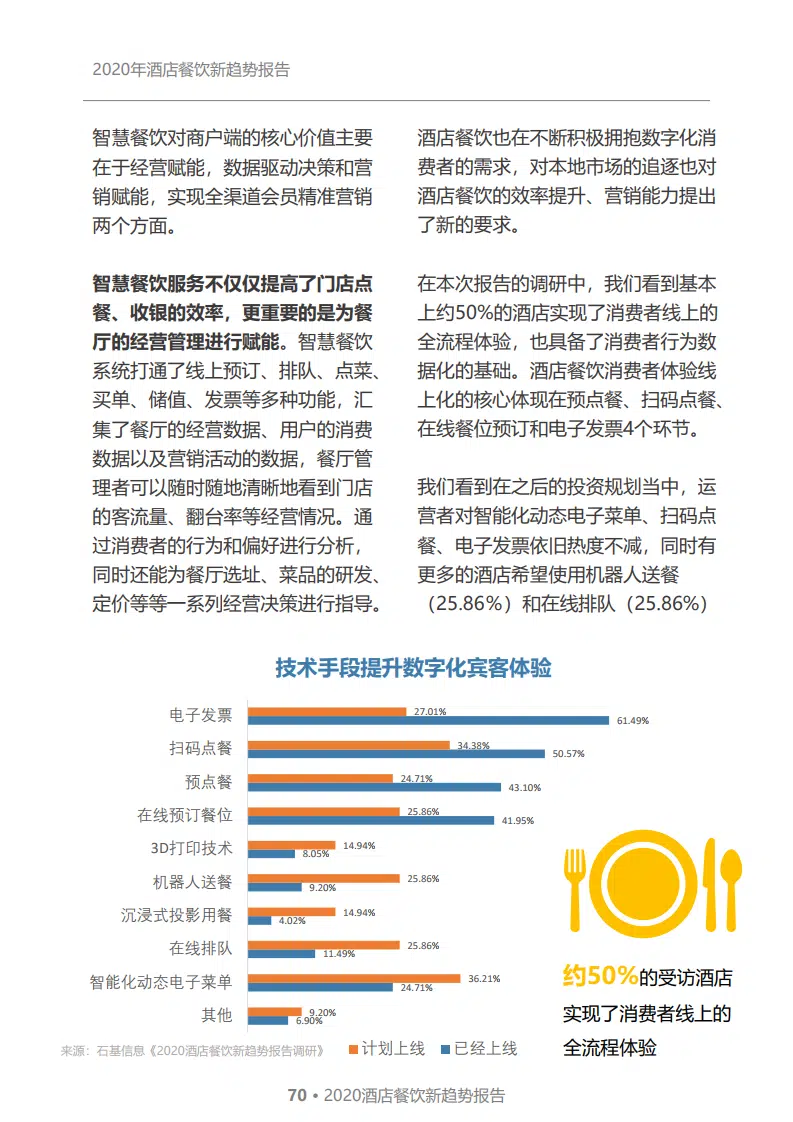 2020年酒店餐饮新趋势报告
智慧餐饮对商户端的核心价值主要
在于经营赋能，数据驱动决策和营
销赋能，实现全渠道会员精准营销
两个方面。
智慧餐饮服务不仅仅提高了门店点
餐、收银的效率，更重要的是为餐
厅的经营管理进行赋能。智慧餐饮
系统打通了线上预订、排队、点菜、
买单、储值、发票等多种功能，汇
集了餐厅的经营数据、用户的消费
数据以及营销活动的数据，餐厅管
理者可以随时随地清晰地看到门店
的客流量、翻台率等经营情况。通
过消费者的行为和偏好进行分析，
同时还能为餐厅选址、菜品的研发、
定价等等一系列经营决策进行指导。
酒店餐饮也在不断积极拥抱数字化消
费者的需求，对本地市场的追逐也对
酒店餐饮的效率提升、营销能力提出
了新的要求。
在本次报告的调研中，我们看到基本
上约50%的酒店实现了消费者线上的
全流程体验，也具备了消费者行为数
据化的基础。酒店餐饮消费者体验线
上化的核心体现在预点餐、扫码点餐、
在线餐位预订和电子发票4个环节。
我们看到在之后的投资规划当中，运
营者对智能化动态电子菜单、扫码点
餐、电子发票依旧热度不减，同时有
更多的酒店希望使用机器人送餐
（25.86%）和在线排队（25.86%）
技术手段提升数字化宾客体验
电子发票 27.01% 61.49%
扫码点餐 34.38% 50.57%
预点餐 24.71% 43.10%
在线预订餐位 25.86% 41.95%
3D打印技术 14.94% 8.05%
机器人送餐 25.86% 9.20%
沉浸式投影用餐 14.94% 4.02%
在线排队 25.86% 11.49%
智能化动态电子菜单 36.21% 24.71%
其他 9.20% 6.90%
计划上线 已经上线
约50%的受访酒店
实现了消费者线上的
全流程体验
来源：石基信息《2020酒店餐饮新趋势报告调研》
70 • 2020酒店餐饮新趋势报告